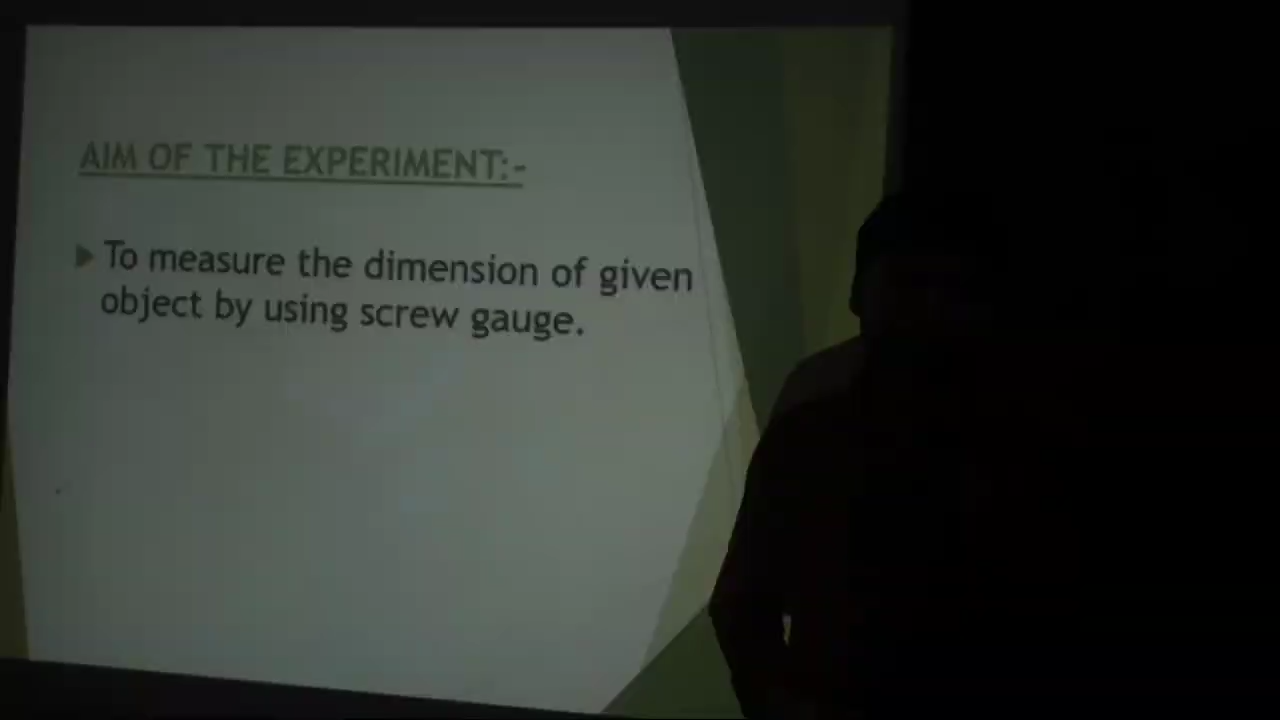 AIM OF THE EXPERIMENT:-
To measure the dimension of given
object by using screw gauge.